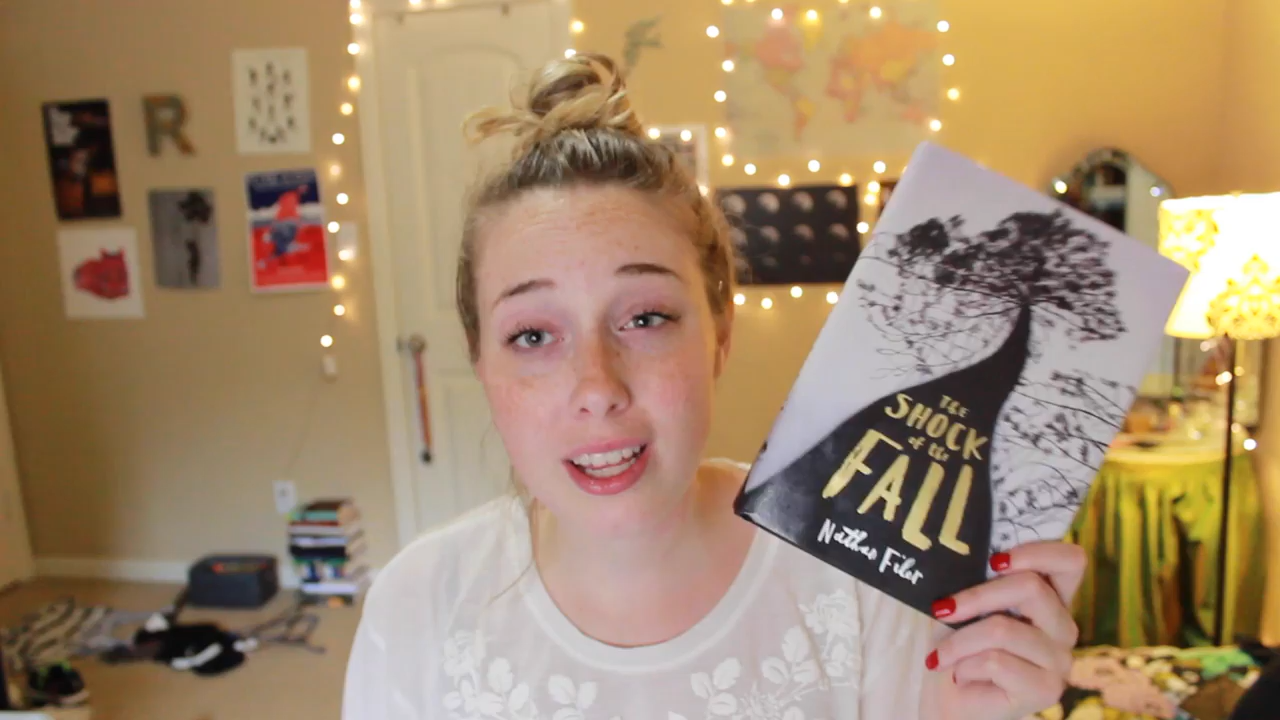 R
THE
SHOCK
of the
FALL
Nathan Filer